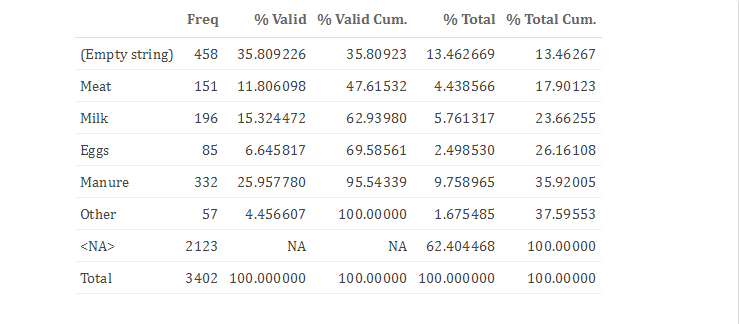 Freq % Valid % Valid Cum. % Total % Total Cum.
(Empty string) 458 35.809226 35.80923 13.462669 13.46267
Meat 151 11.806098 47.61532 4.438566 17.90123
Milk 196 15.324472 62.93980 5.761317 23.66255
Eggs 85 6.645817 69.58561 2.498530 26.16108
Manure 332 25.957780 95.54339 9.758965 35.92005
Other 57 4.456607 100.00000 1.675485 37.59553
<NA> 2123 NA NA 62.404468 100.00000
Total 3402 100.000000 100.00000 100.000000 100.00000